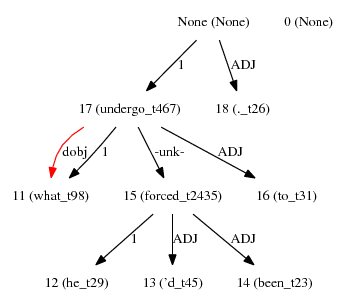 None (None) 0 (None)
1 ADJ
17 (undergo_t467) 18 (._t26)
dobj 1 -unk- ADJ
11 (what_t98) 15 (forced_t2435) 16 (to_t31)
1 ADJ ADJ
12 (he_t29) 13 ('d_t45) 14 (been_t23)